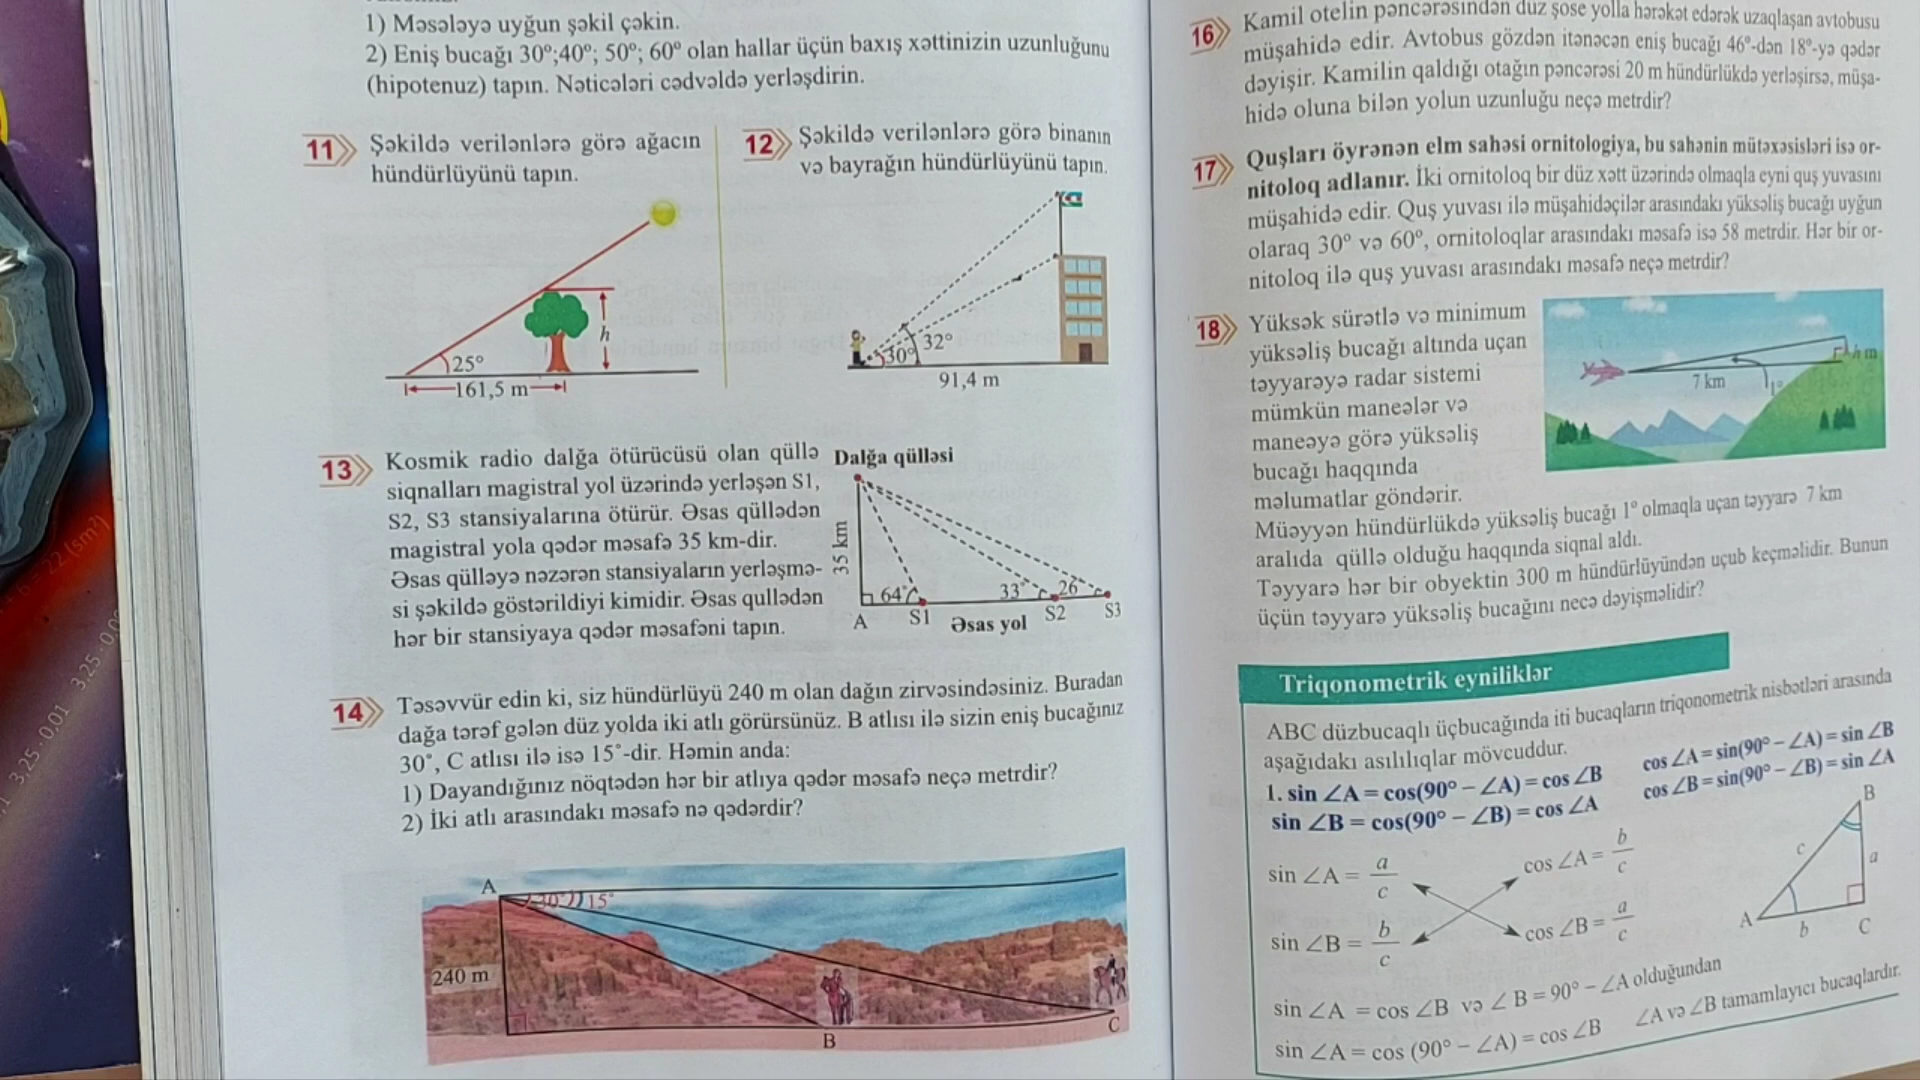 1) Məsələyə uyğun şəkil çəkin.
2) Eniş bucağı 30°;40°; 50°; 60° olan hallar üçün baxış xəttinizin uzunluğunu
(hipotenuz) tapın. Nəticələri cədvəldə yerləşdirin.
11
Şəkildə verilənlərə görə ağacın
hündürlüyünü tapın.
h
25°
161,5 m
12
Şəkildə verilənlərə görə binanın
və bayrağın hündürlüyünü tapın.
32°
30°
91,4 m
13
Kosmik radio dalğa ötürücüsü olan qüllə
siqnalları magistral yol üzərində yerləşən S1,
S2, S3 stansiyalarına ötürür. Əsas qüllədən
magistral yola qədər məsafə 35 km-dir.
Əsas qülləyə nəzərən stansiyaların yerləşmə-
si şəkildə göstərildiyi kimidir. Əsas qullədən
hər bir stansiyaya qədər məsafəni tapın.
Dalğa qülləsi
35 km
64°
33°
26°
A
S1
Əsas yol
S2
S3
14
Təsəvvür edin ki, siz hündürlüyü 240 m olan dağın zirvəsindəsiniz. Buradan
dağa tərəf gələn düz yolda iki atlı görürsünüz. B atlısı ilə sizin eniş bucağınız
30°, C atlısı ilə isə 15°-dir. Həmin anda:
1) Dayandığınız nöqtədən hər bir atlıya qədər məsafə neçə metrdir?
2) İki atlı arasındakı məsafə nə qədərdir?
A
30°
15°
240 m
B
C
16
Kamil otelin pəncərəsindən düz şose yolla hərəkət edərək uzaqlaşan avtobusu
müşahidə edir. Avtobus gözdən itənəcən eniş bucağı 46°-dən 18°-yə qədər
dəyişir. Kamilin qaldığı otağın pəncərəsi 20 m hündürlükdə yerləşirsə, müşa-
hidə oluna bilən yolun uzunluğu neçə metrdir?
17
Quşları öyrənən elm sahəsi ornitologiya, bu sahənin mütəxəsisləri isə or-
nitoloq adlanır. İki ornitoloq bir düz xətt üzərində olmaqla eyni quş yuvasını
müşahidə edir. Quş yuvası ilə müşahidəçilər arasındakı yüksəliş bucağı uyğun
olaraq 30° və 60°, ornitoloqlar arasındakı məsafə isə 58 metrdir. Hər bir or-
nitoloq ilə quş yuvası arasındakı məsafə neçə metrdir?
18
Yüksək sürətlə və minimum
yüksəliş bucağı altında uçan
təyyarəyə radar sistemi
mümkün maneələr və
maneəyə görə yüksəliş
bucağı haqqında
məlumatlar göndərir.
Müəyyən hündürlükdə yüksəliş bucağı 1° olmaqla uçan təyyarə 7 km
aralıda qüllə olduğu haqqında siqnal aldı.
Təyyarə hər bir obyektin 300 m hündürlüyündən uçub keçməlidir. Bunun
üçün təyyarə yüksəliş bucağını necə dəyişməlidir?
h m
7 km
1°
Triqonometrik eyniliklər
ABC düzbucaqlı üçbucağında iti bucaqların triqonometrik nisbətləri arasında
aşağıdakı asılılıqlar mövcuddur.
1. sin ∠A = cos(90° – ∠A) = cos ∠B
cos ∠A = sin(90° – ∠A) = sin ∠B
sin ∠B = cos(90° – ∠B) = cos ∠A
cos ∠B = sin(90° – ∠B) = sin ∠A
sin ∠A = a/c
cos ∠A = b/c
sin ∠B = b/c
cos ∠B = a/c
B
c
a
A
b
C
sin ∠A = cos ∠B və ∠ B = 90° – ∠A olduğundan
sin ∠A = cos (90° – ∠A) = cos ∠B
∠A və ∠B tamamlayıcı bucaqlardır.
3,25·0,01